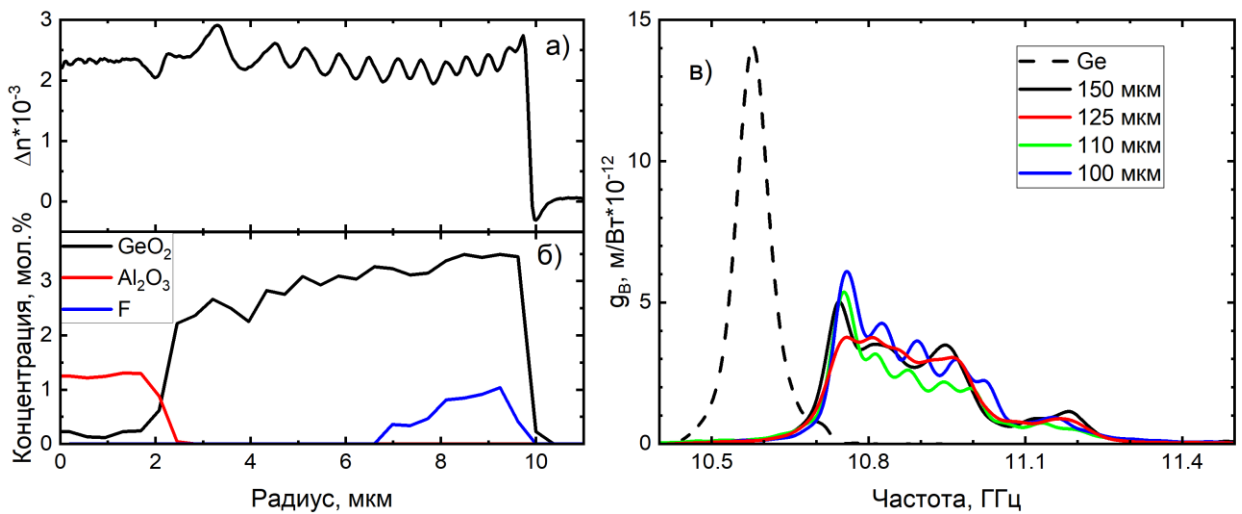 а)
3
2
1
0
Δn*10⁻³
б)
GeO₂
Al₂O₃
F
3
2
1
0
Концентрация, мол.%
0 2 4 6 8 10
Радиус, мкм
в)
Ge
150 мкм
125 мкм
110 мкм
100 мкм
15
10
5
0
g_B, м/Вт*10⁻¹²
10.5 10.8 11.1 11.4
Частота, ГГц